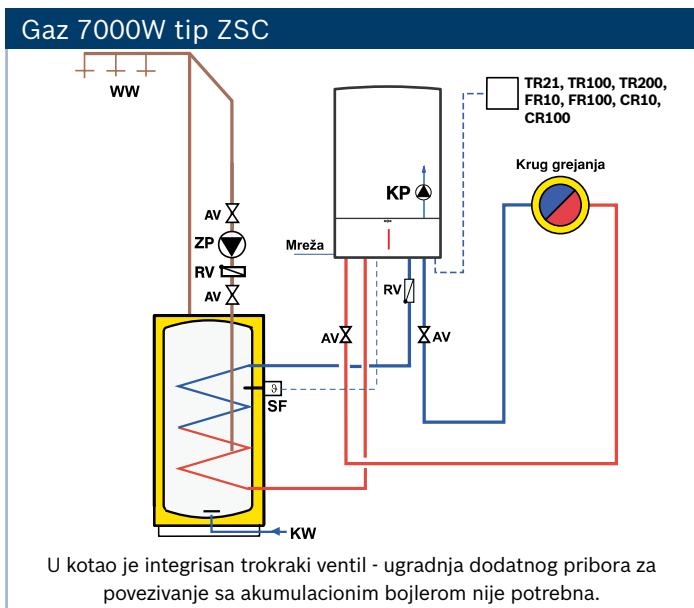 Gaz 7000W tip ZSC
WW
TR21, TR100, TR200,
FR10, FR100, CR10,
CR100
Krug grejanja
KP
AV
ZP
Mreža
RV
RV
AV
AV
AV
ϑ
SF
KW
U kotao je integrisan trokraki ventil - ugradnja dodatnog pribora za
povezivanje sa akumulacionim bojlerom nije potrebna.